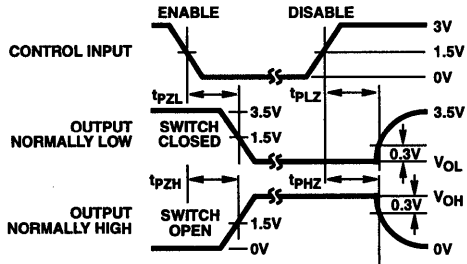 ENABLE DISABLE
CONTROL INPUT
3V
1.5V
0V
tPZL tPLZ
OUTPUT
NORMALLY LOW
SWITCH
CLOSED
3.5V
1.5V
3.5V
0.3V
VOL
tPZH tPHZ
OUTPUT
NORMALLY HIGH
SWITCH
OPEN
1.5V
0V
VOH
0.3V
0V